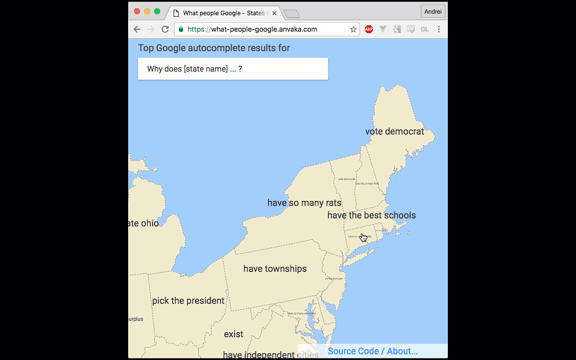 What people Google - States
Andrei
https://what-people-google.anvaka.com
Top Google autocomplete results for
Why does [state name] ... ?
vote democrat
have so many rats
have the best schools
ate ohio
have townships
pick the president
surplus
exist
have independent cities
Source Code / About...